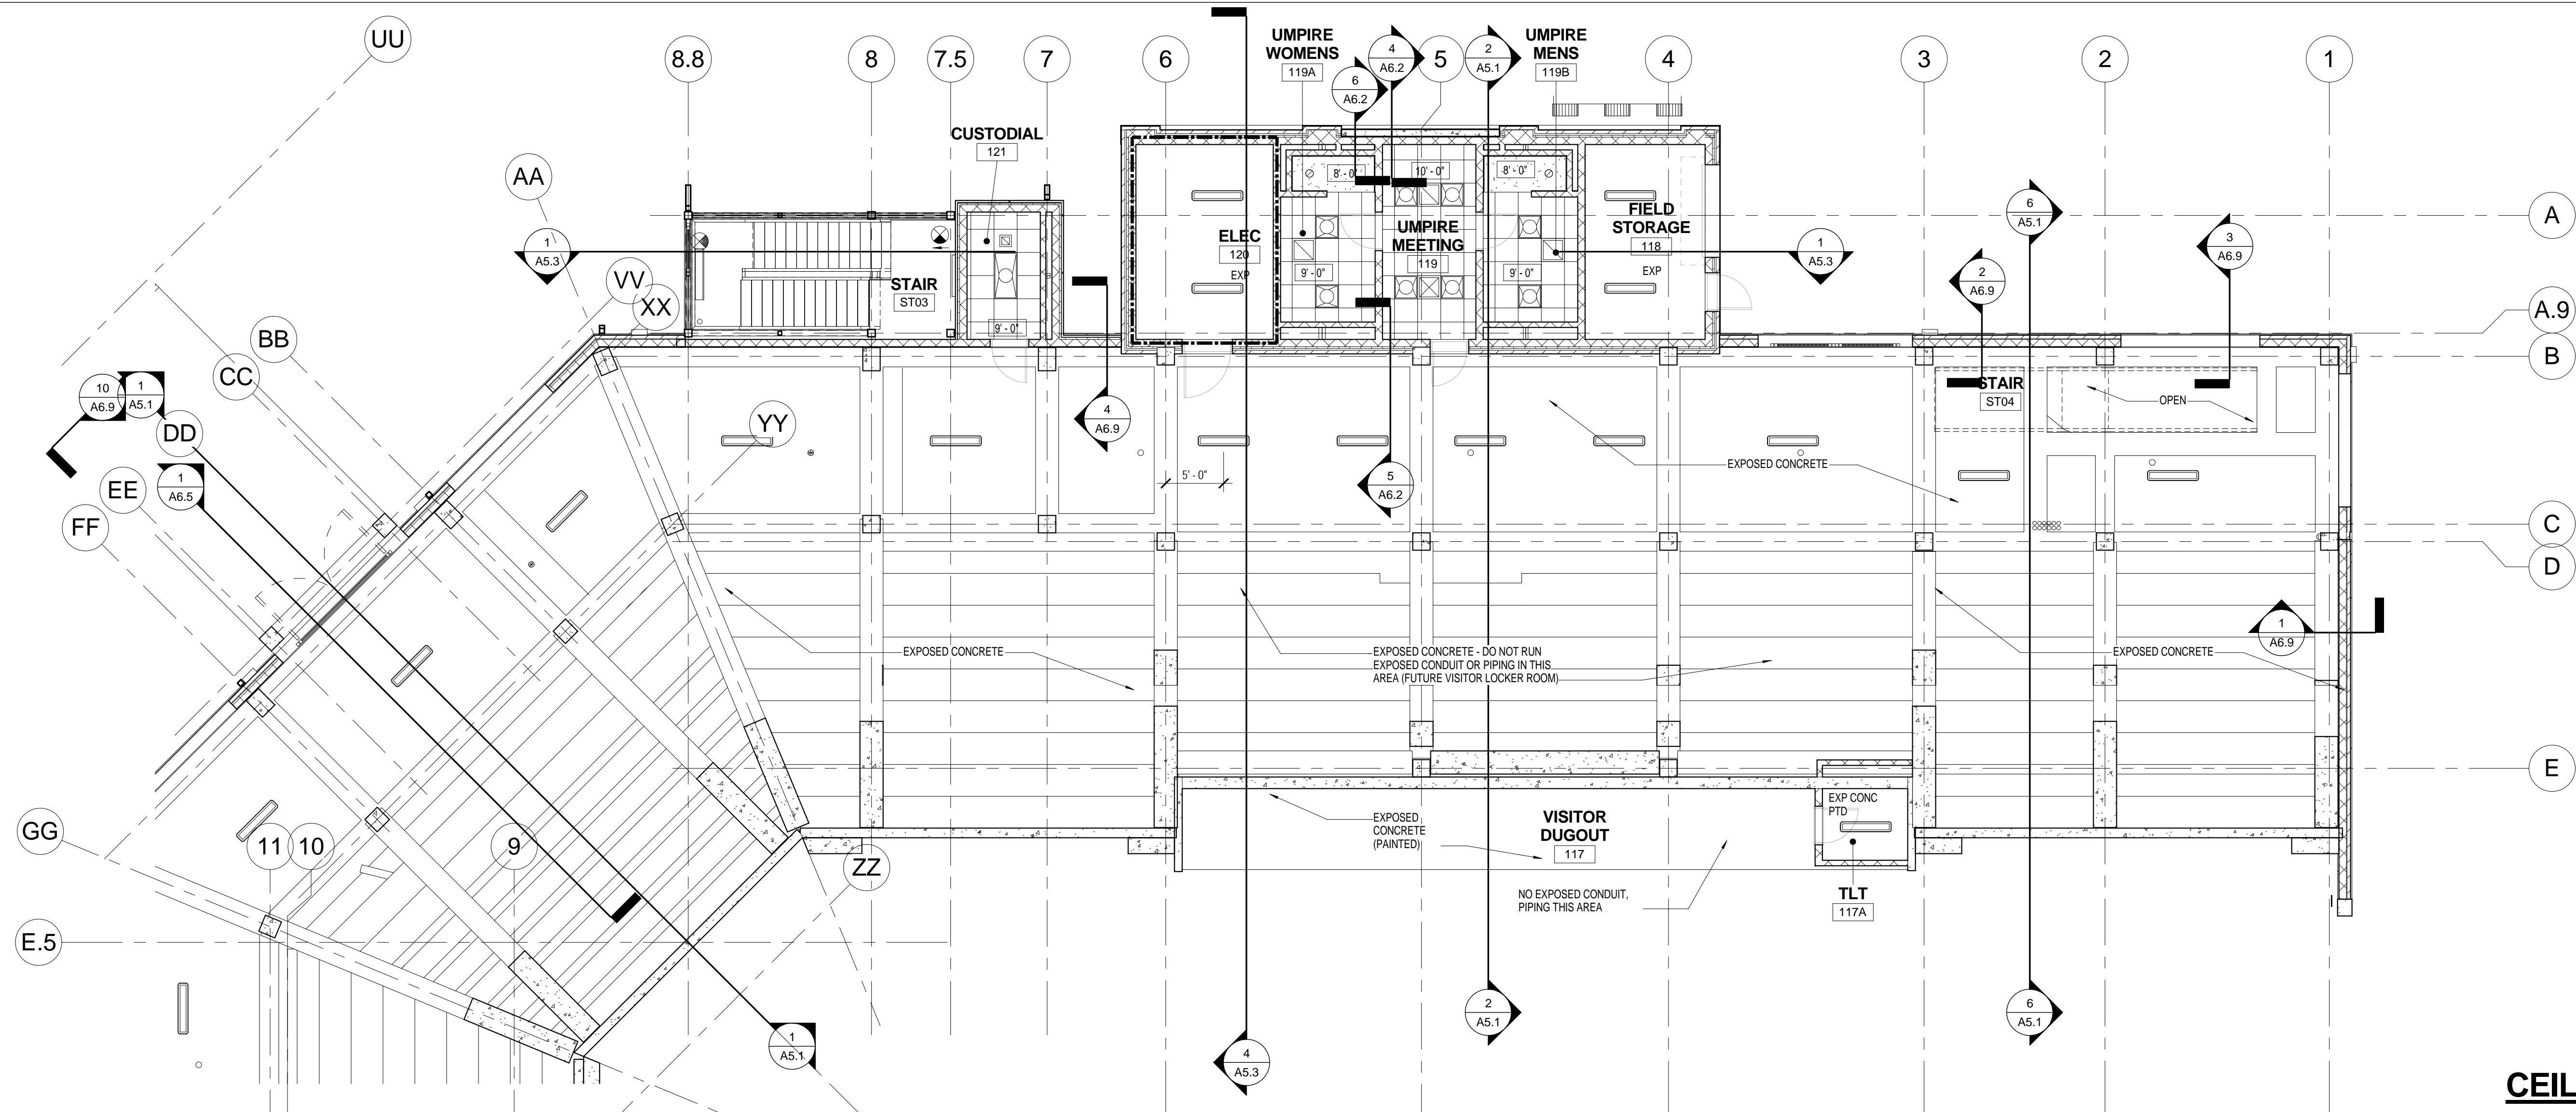 UU
8.8
8
7.5
7
6
UMPIRE
WOMENS
119A
4
A6.2
6
A6.2
5
2
A5.1
UMPIRE
MENS
119B
4
3
2
1
CUSTODIAL
121
AA
1
A5.3
STAIR
ST03
9' - 0"
ELEC
120
EXP
8' - 0"
10' - 0"
8' - 0"
UMPIRE
MEETING
119
9' - 0"
9' - 0"
FIELD
STORAGE
118
EXP
1
A5.3
6
A5.1
2
A6.9
3
A6.9
A
A.9
B
VV
XX
BB
CC
10
A6.9
1
A5.1
DD
YY
EE
1
A6.5
FF
4
A6.9
5' - 0"
5
A6.2
EXPOSED CONCRETE
STAIR
ST04
OPEN
C
D
1
A6.9
EXPOSED CONCRETE
EXPOSED CONCRETE - DO NOT RUN
EXPOSED CONDUIT OR PIPING IN THIS
AREA (FUTURE VISITOR LOCKER ROOM)
EXPOSED CONCRETE
E
GG
11
10
9
ZZ
EXPOSED
CONCRETE
(PAINTED)
VISITOR
DUGOUT
117
EXP CONC
PTD
NO EXPOSED CONDUIT,
PIPING THIS AREA
TLT
117A
E.5
1
A5.1
4
A5.3
2
A5.1
6
A5.1
CEIL